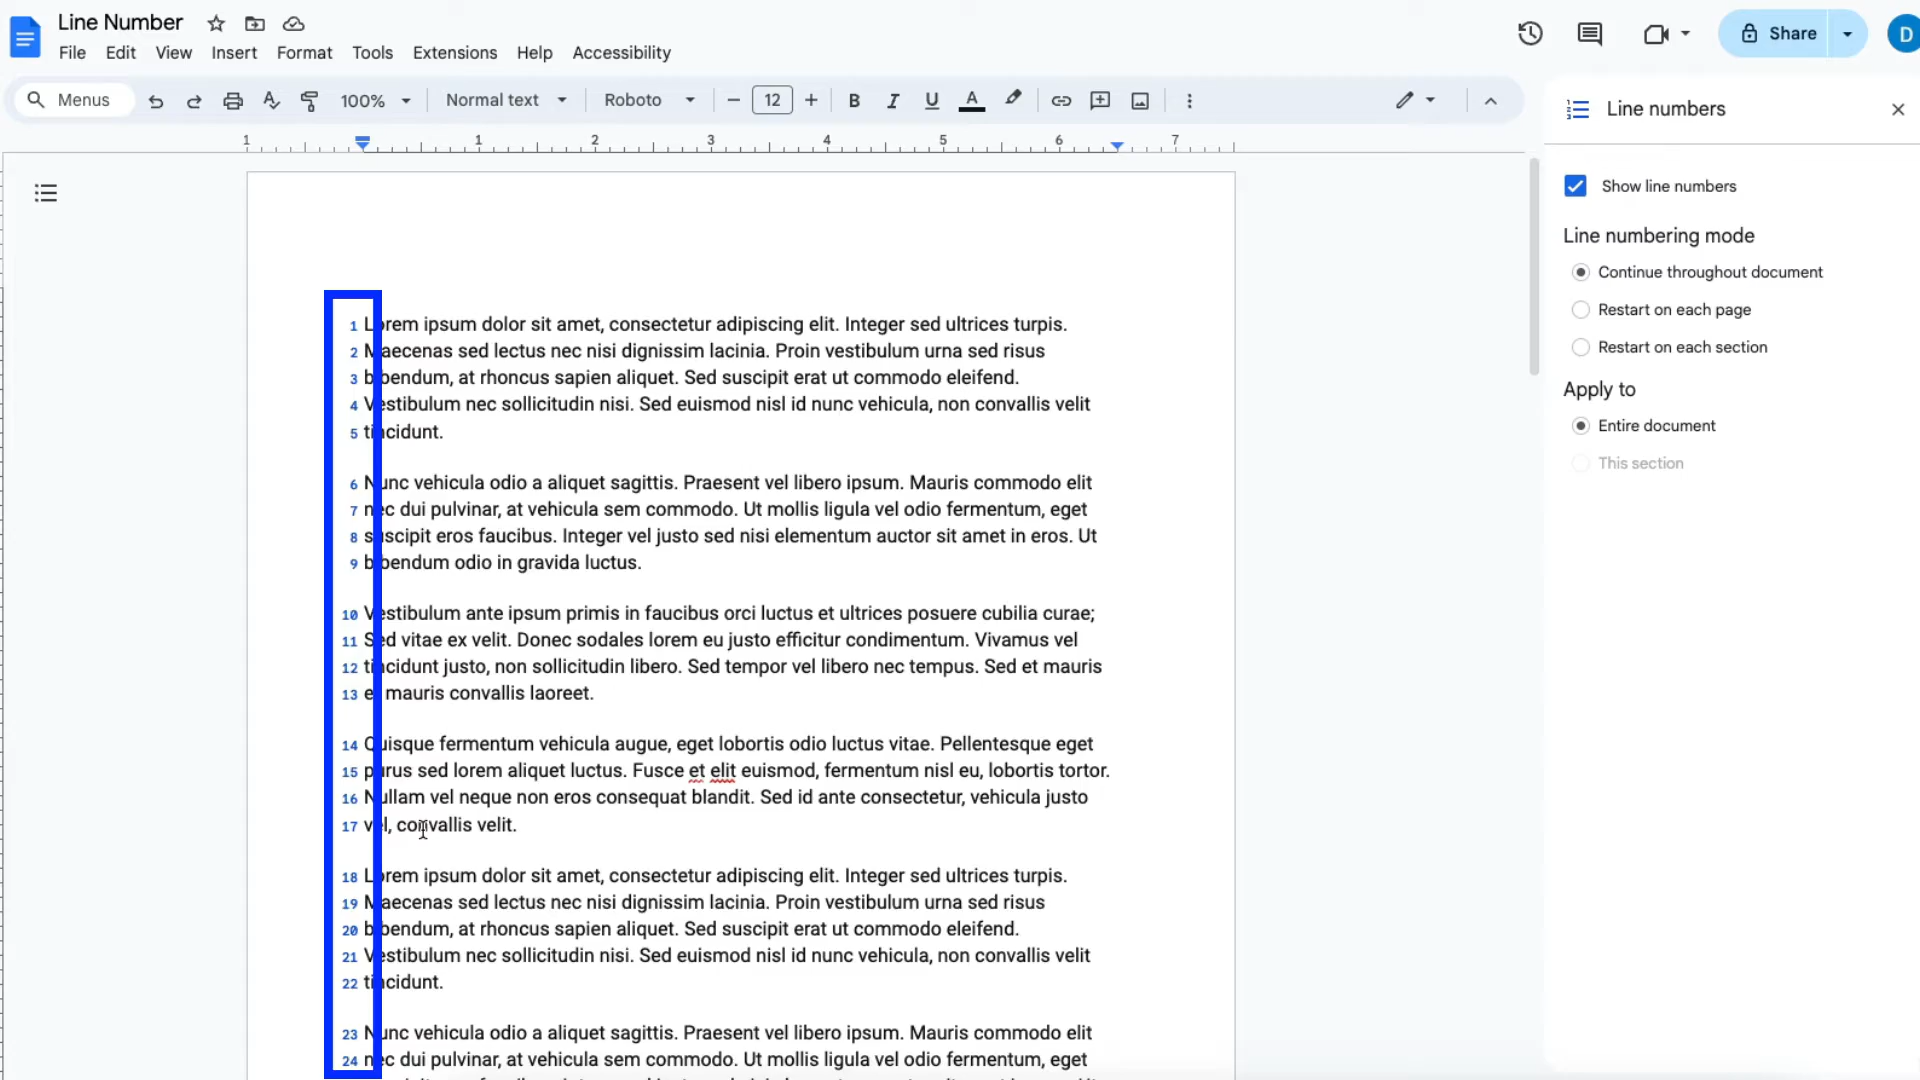 Line Number
File Edit View Insert Format Tools Extensions Help Accessibility
Share
D
Menus 100% Normal text Roboto 12 B I U A
1 1 2 3 4 5 6 7
Line numbers
Show line numbers
Line numbering mode
Continue throughout document
Restart on each page
Restart on each section
Apply to
Entire document
This section
1 Lorem ipsum dolor sit amet, consectetur adipiscing elit. Integer sed ultrices turpis.
2 Maecenas sed lectus nec nisi dignissim lacinia. Proin vestibulum urna sed risus
3 bibendum, at rhoncus sapien aliquet. Sed suscipit erat ut commodo eleifend.
4 Vestibulum nec sollicitudin nisi. Sed euismod nisl id nunc vehicula, non convallis velit
5 tincidunt.
6 Nunc vehicula odio a aliquet sagittis. Praesent vel libero ipsum. Mauris commodo elit
7 nec dui pulvinar, at vehicula sem commodo. Ut mollis ligula vel odio fermentum, eget
8 suscipit eros faucibus. Integer vel justo sed nisi elementum auctor sit amet in eros. Ut
9 bibendum odio in gravida luctus.
10 Vestibulum ante ipsum primis in faucibus orci luctus et ultrices posuere cubilia curae;
11 Sed vitae ex velit. Donec sodales lorem eu justo efficitur condimentum. Vivamus vel
12 tincidunt justo, non sollicitudin libero. Sed tempor vel libero nec tempus. Sed et mauris
13 et mauris convallis laoreet.
14 Quisque fermentum vehicula augue, eget lobortis odio luctus vitae. Pellentesque eget
15 purus sed lorem aliquet luctus. Fusce et elit euismod, fermentum nisl eu, lobortis tortor.
16 Nullam vel neque non eros consequat blandit. Sed id ante consectetur, vehicula justo
17 vel, convallis velit.
18 Lorem ipsum dolor sit amet, consectetur adipiscing elit. Integer sed ultrices turpis.
19 Maecenas sed lectus nec nisi dignissim lacinia. Proin vestibulum urna sed risus
20 bibendum, at rhoncus sapien aliquet. Sed suscipit erat ut commodo eleifend.
21 Vestibulum nec sollicitudin nisi. Sed euismod nisl id nunc vehicula, non convallis velit
22 tincidunt.
23 Nunc vehicula odio a aliquet sagittis. Praesent vel libero ipsum. Mauris commodo elit
24 nec dui pulvinar, at vehicula sem commodo. Ut mollis ligula vel odio fermentum, eget